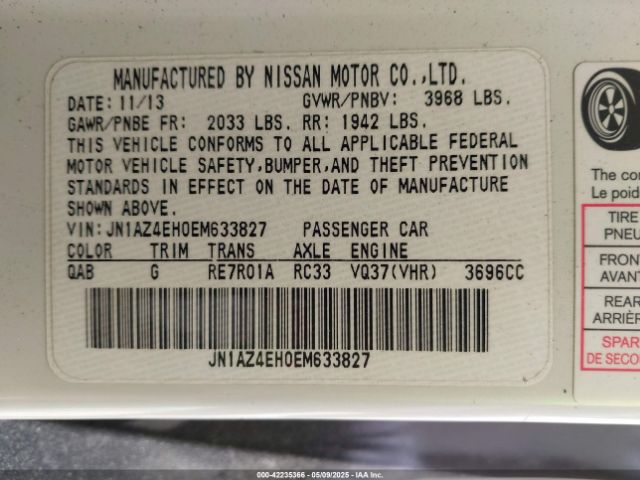 MANUFACTURED BY NISSAN MOTOR CO.,LTD.
DATE: 11/13 GVWR/PNBV: 3968 LBS.
GAWR/PNBE FR: 2033 LBS. RR: 1942 LBS.
THIS VEHICLE CONFORMS TO ALL APPLICABLE FEDERAL
MOTOR VEHICLE SAFETY,BUMPER,AND THEFT PREVENTION
STANDARDS IN EFFECT ON THE DATE OF MANUFACTURE
SHOWN ABOVE.
VIN:JN1AZ4EH0EM633827 PASSENGER CAR
COLOR TRIM TRANS AXLE ENGINE
QAB G RE7R01A RC33 VQ37(VHR) 3696CC
JN1AZ4EH0EM633827
The co
Le poid
TIRE
PNEU
FRON
AVAN
REAR
ARRIÈR
SPAR
DE SECO
000-42235366 - 05/09/2025 - IAA Inc.